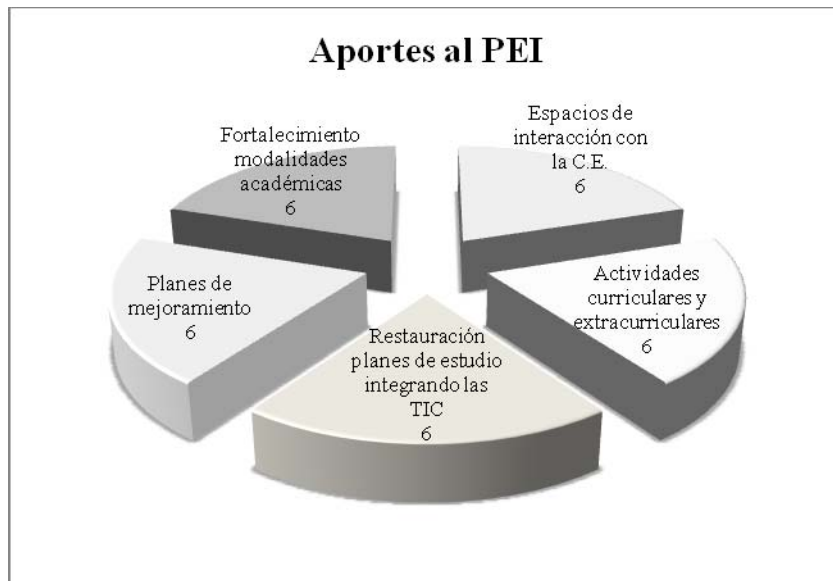 Aportes al PEI
Espacios de
interacción con
la C.E.
6
Actividades
curriculares y
extracurriculares
6
Restauración
planes de estudio
integrando las
TIC
6
Planes de
mejoramiento
6
Fortalecimiento
modalidades
académicas
6